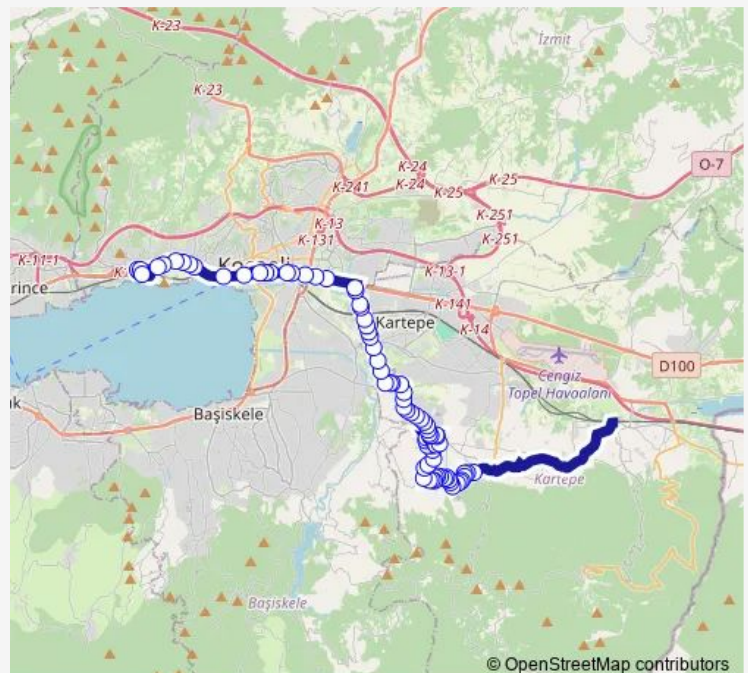 K-23
İzmit
K-23
K-24
O-7
K-241
K-24
K-25
K-25
K-13
K-251
K-131
K-251
K-11-1
K-13-1
rince
K-141
Kartepe
K-14
D100
Cengiz
Topel Havaalanı
Başiskele
Kartepe
Başiskele
© OpenStreetMap contributors